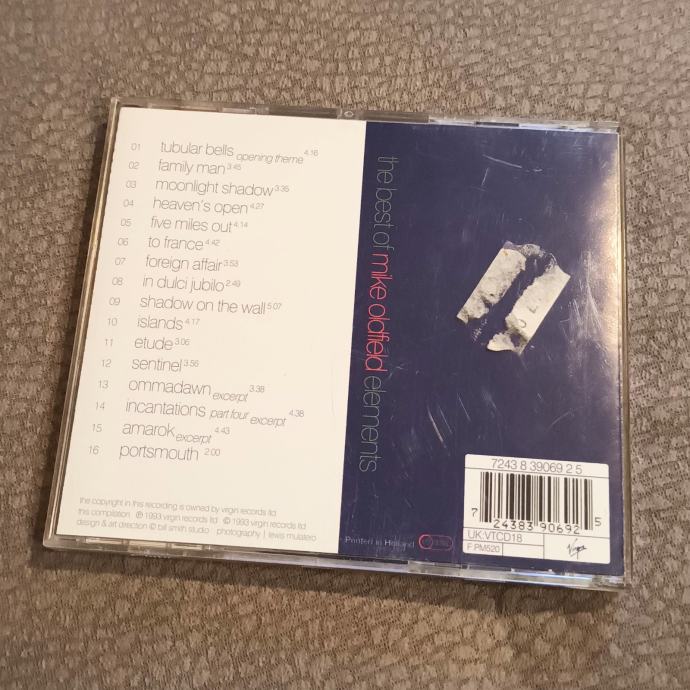 01 tubular bells opening theme 4.16
02 family man 3:45
03 moonlight shadow 3:35
04 heaven's open 4.27
05 five miles out 4.14
06 to france 4.42
07 foreign affair 3:53
08 in dulci jubilo 2:49
09 shadow on the wall 5:07
10 islands 4.17
11 etude 3.06
12 sentinel 3:56
13 ommadawn excerpt 3.38
14 incantations part four excerpt 4.38
15 amarok excerpt 4.43
16 portsmouth 2:00
the copyright in this recording is owned by virgin records ltd
this compilation ℗ 1993 virgin records ltd © 1993 virgin records ltd
design & art direction © bill smith studio photography | lewis mulatero
the best of mike oldfield elements
Printed in Holland
7243 8 39069 2 5
7 24383 90692 5
UK:VTCD18
F:PM520
Virgin